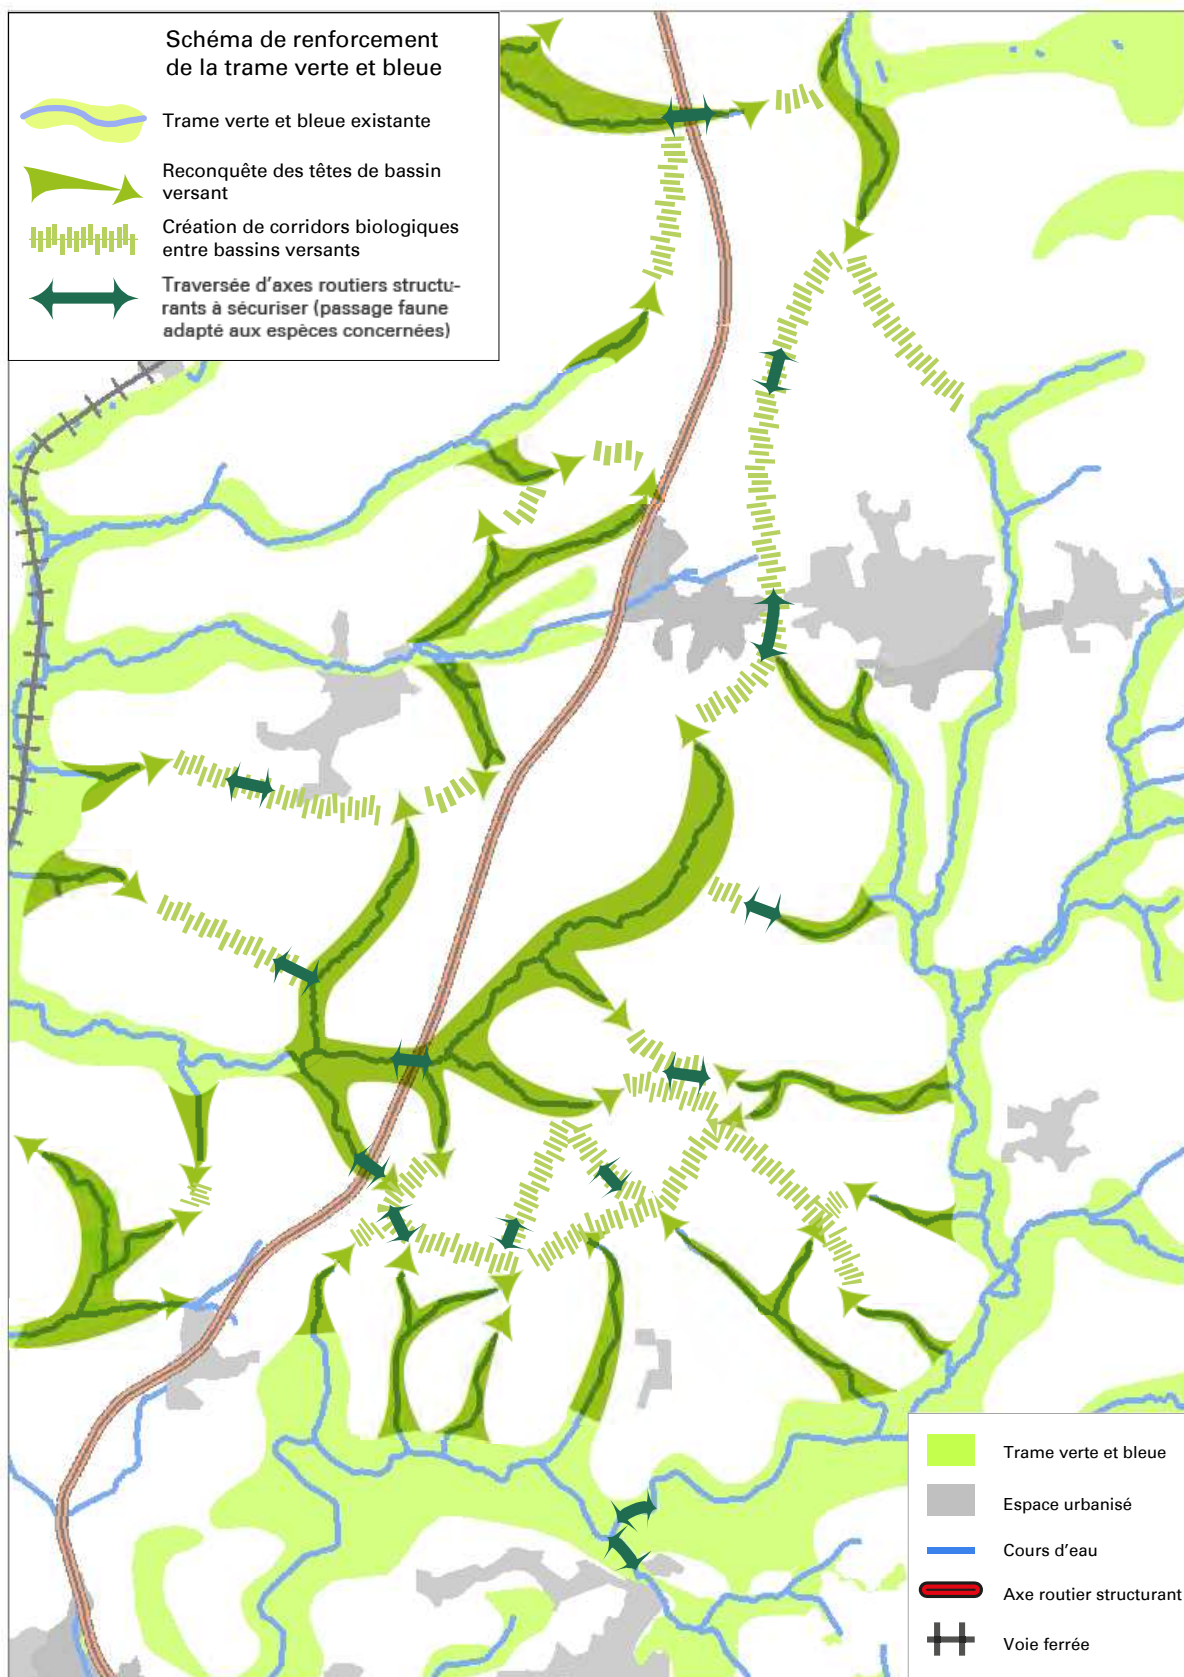 Schéma de renforcement
de la trame verte et bleue
Trame verte et bleue existante
Reconquête des têtes de bassin
versant
Création de corridors biologiques
entre bassins versants
Traversée d'axes routiers structu-
rants à sécuriser (passage faune
adapté aux espèces concernées)
Trame verte et bleue
Espace urbanisé
Cours d'eau
Axe routier structurant
Voie ferrée